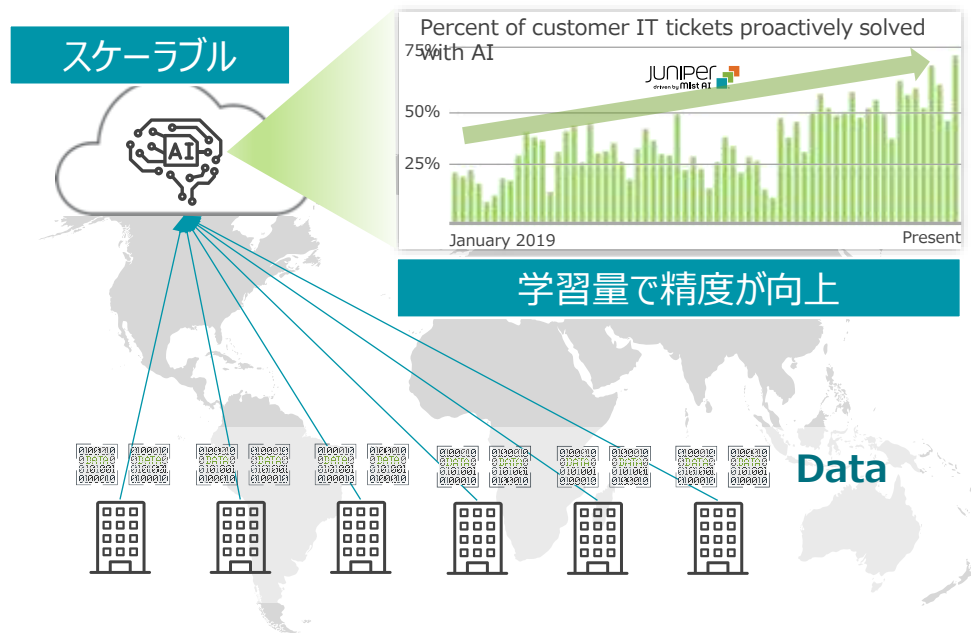 スケーラブル
Percent of customer IT tickets proactively solved
with AI
75%
JUNIPER
driven by Mist AI
50%
25%
AI
January 2019
Present
学習量で精度が向上
Data